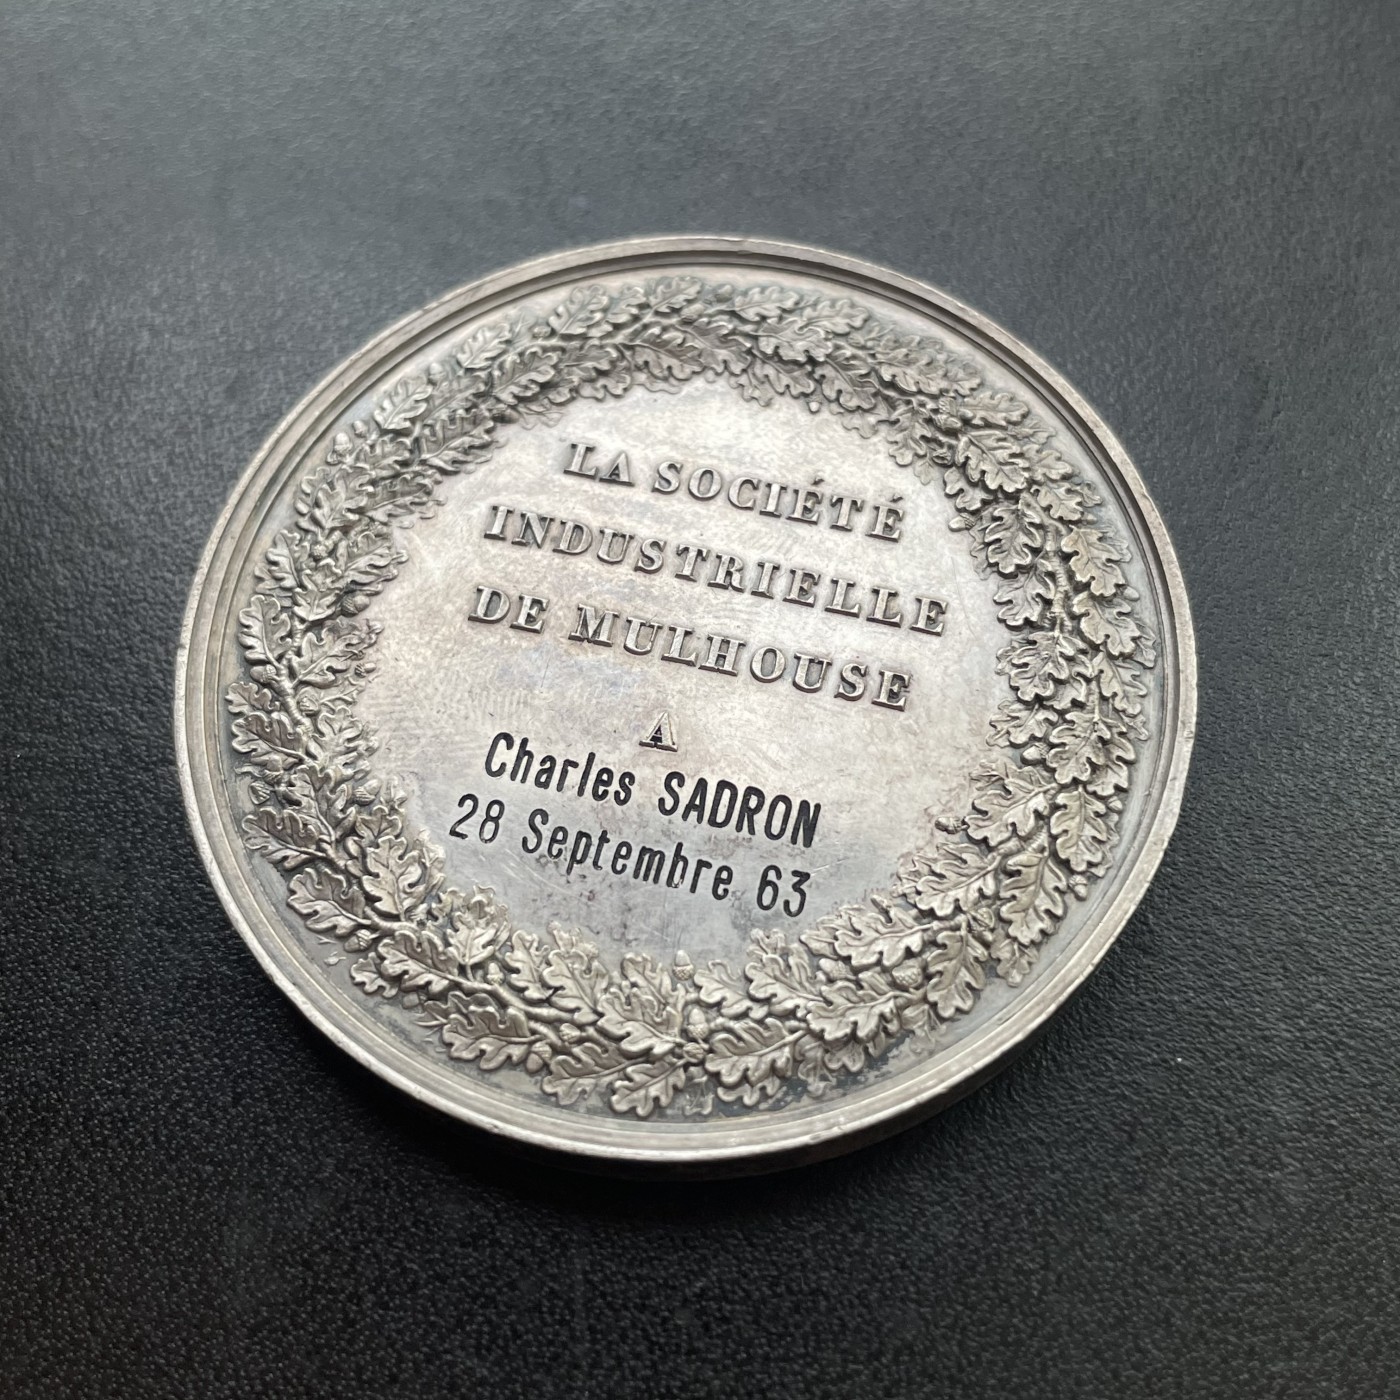 LA SOCIÉTÉ
INDUSTRIELLE
DE MULHOUSE
A
Charles SADRON
28 Septembre 63